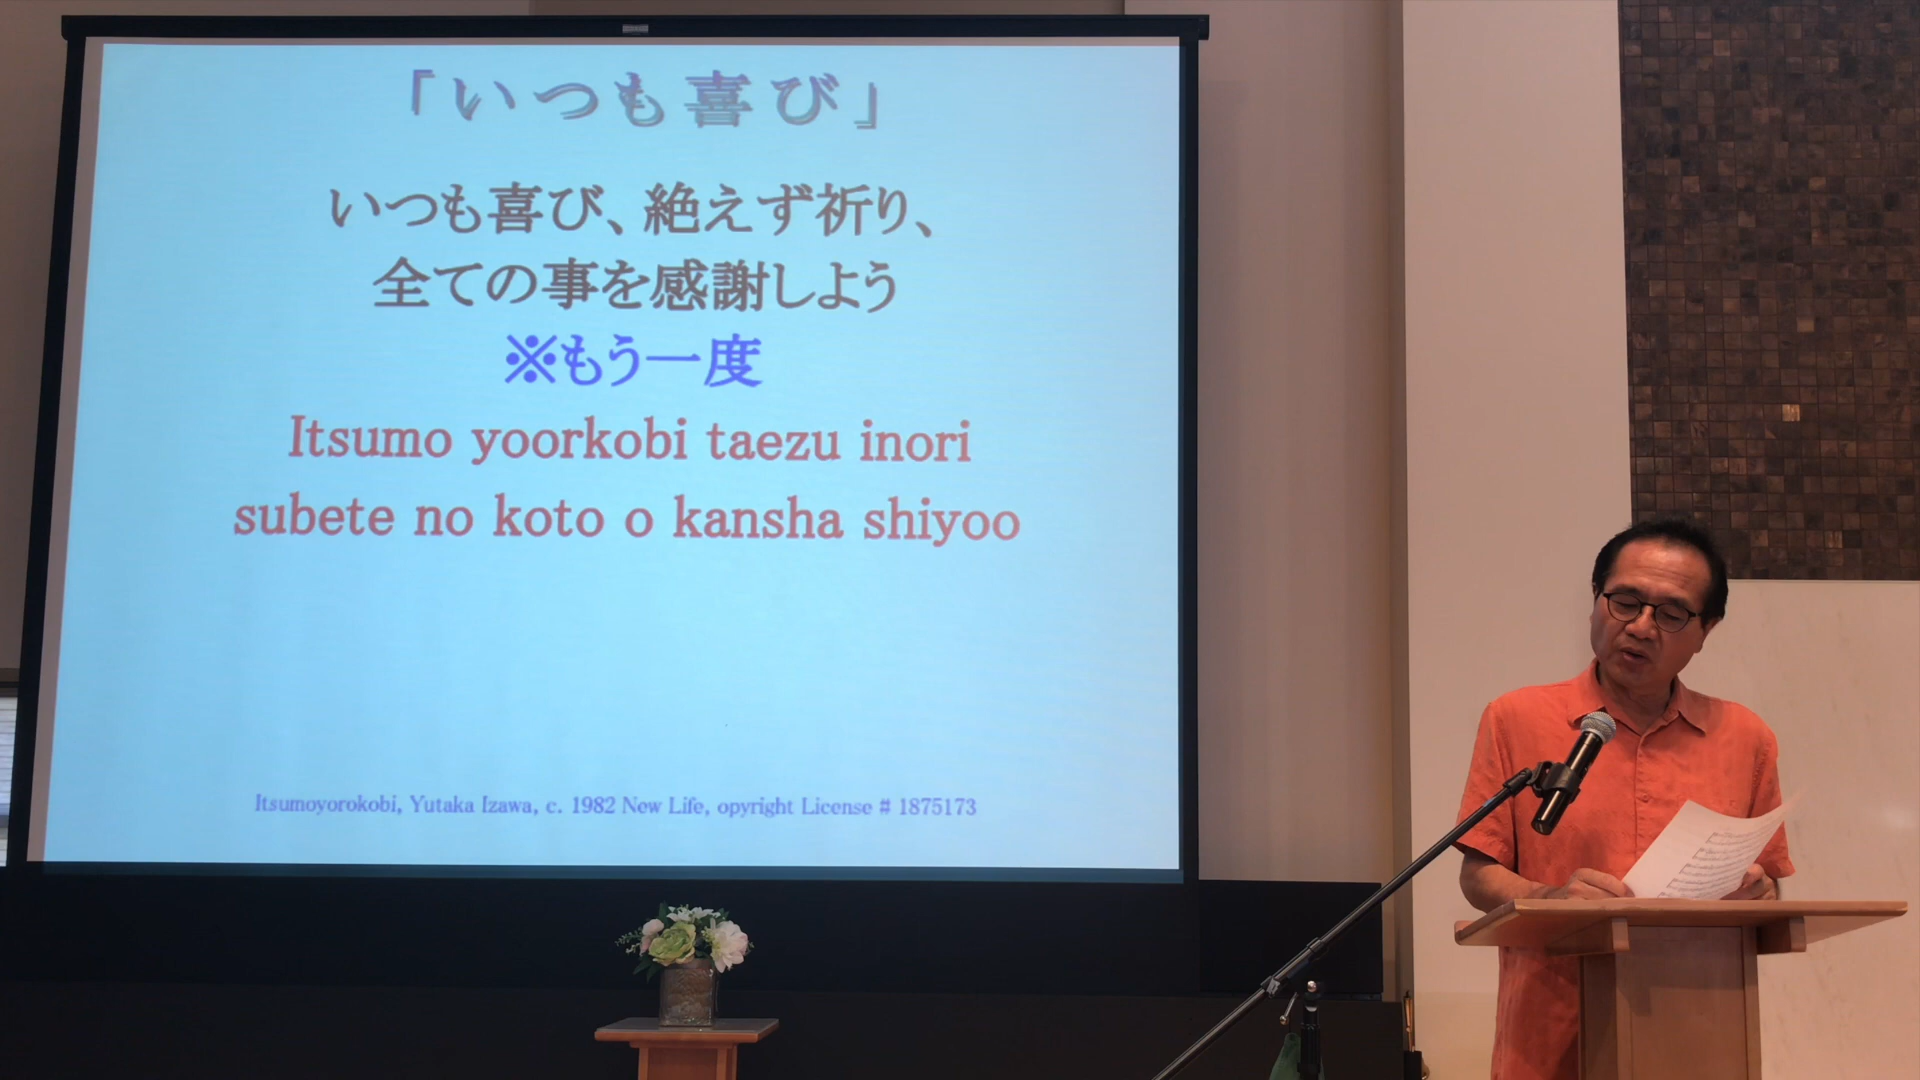 「いつも喜び」
いつも喜び、絶えず祈り、
全ての事を感謝しよう
※もう一度
Itsumo yoorkobi taezu inori
subete no koto o kansha shiyoo
Itsumoyorokobi, Yutaka Izawa, c. 1982 New Life, opyright License # 1875173